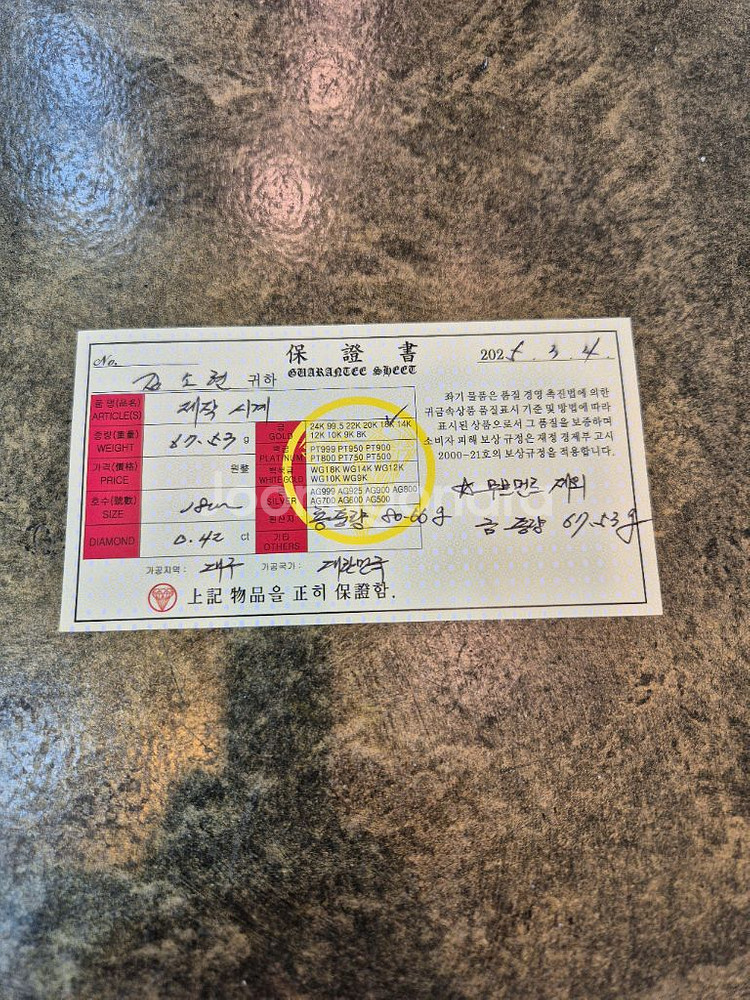 保證書
GUARANTEE SHEET
No.
2025. 3. 4.
김소현 귀하
품명(品名) ARTICLE(S) 제작 시계
중량(重量) WEIGHT 67.53g
가격(價格) PRICE 원整
호수(號數) SIZE 18cm
DIAMOND 0.42 ct
금 GOLD 24K 99.5 22K 20K 18K 14K
12K 10K 9K 8K
백금 PLATINUM PT999 PT950 PT900
PT800 PT750 PT500
백색금 WHITE GOLD WG18K WG14K WG12K
WG10K WG9K
은 SILVER AG999 AG925 AG900 AG800
AG700 AG600 AG500
원산지
기타 OTHERS
총중량 80.66g
좌기 물품은 품질 경영 촉진법에 의한
귀금속상품 품질표시 기준 및 방법에 따라
표시된 상품으로서 그 품질을 보증하며
소비자 피해 보상 규정은 재정 경제부 고시
2000-21호의 보상규정을 적용합니다.
☆ 무브먼트 제외
금 중량 67.53g
가공지역 : 대구 가공국가 : 대한민국
上記 物品을 正히 保證함.